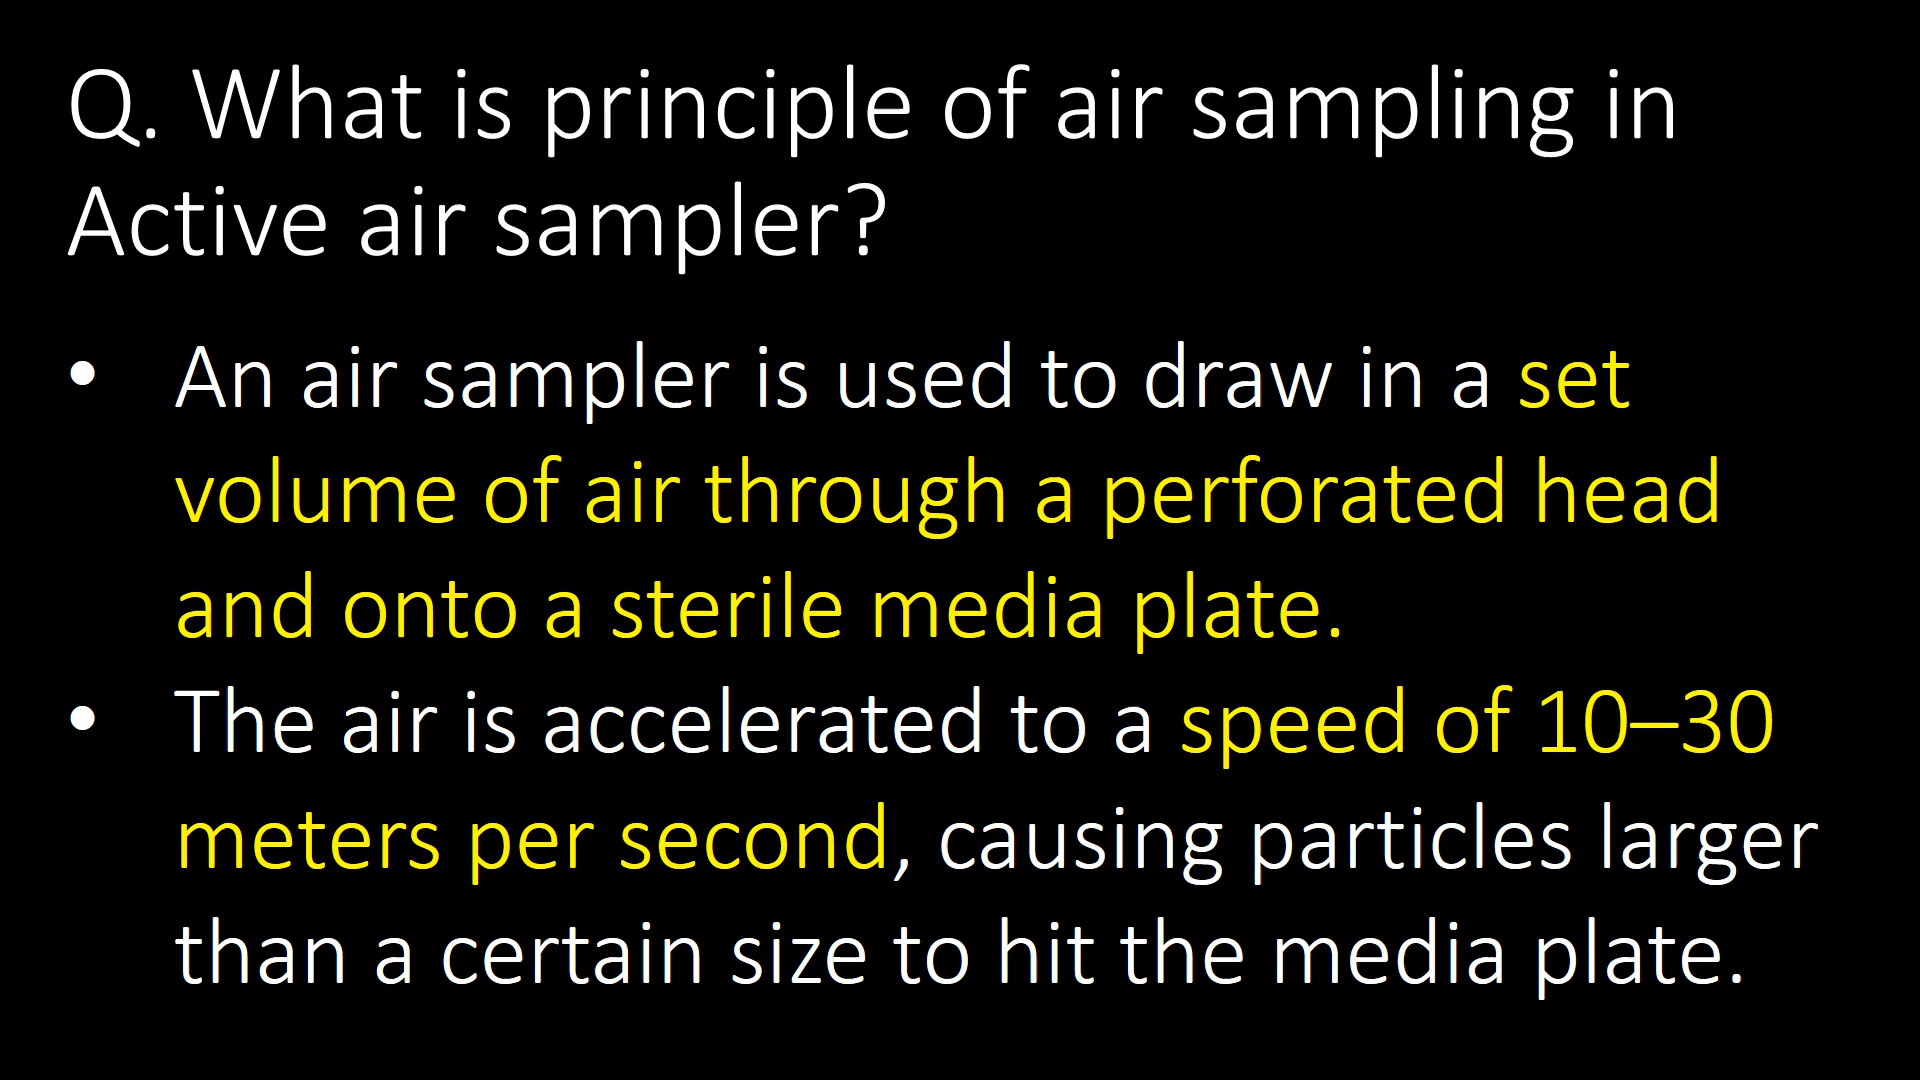 Q. What is principle of air sampling in
Active air sampler?
• An air sampler is used to draw in a set
volume of air through a perforated head
and onto a sterile media plate.
• The air is accelerated to a speed of 10–30
meters per second, causing particles larger
than a certain size to hit the media plate.